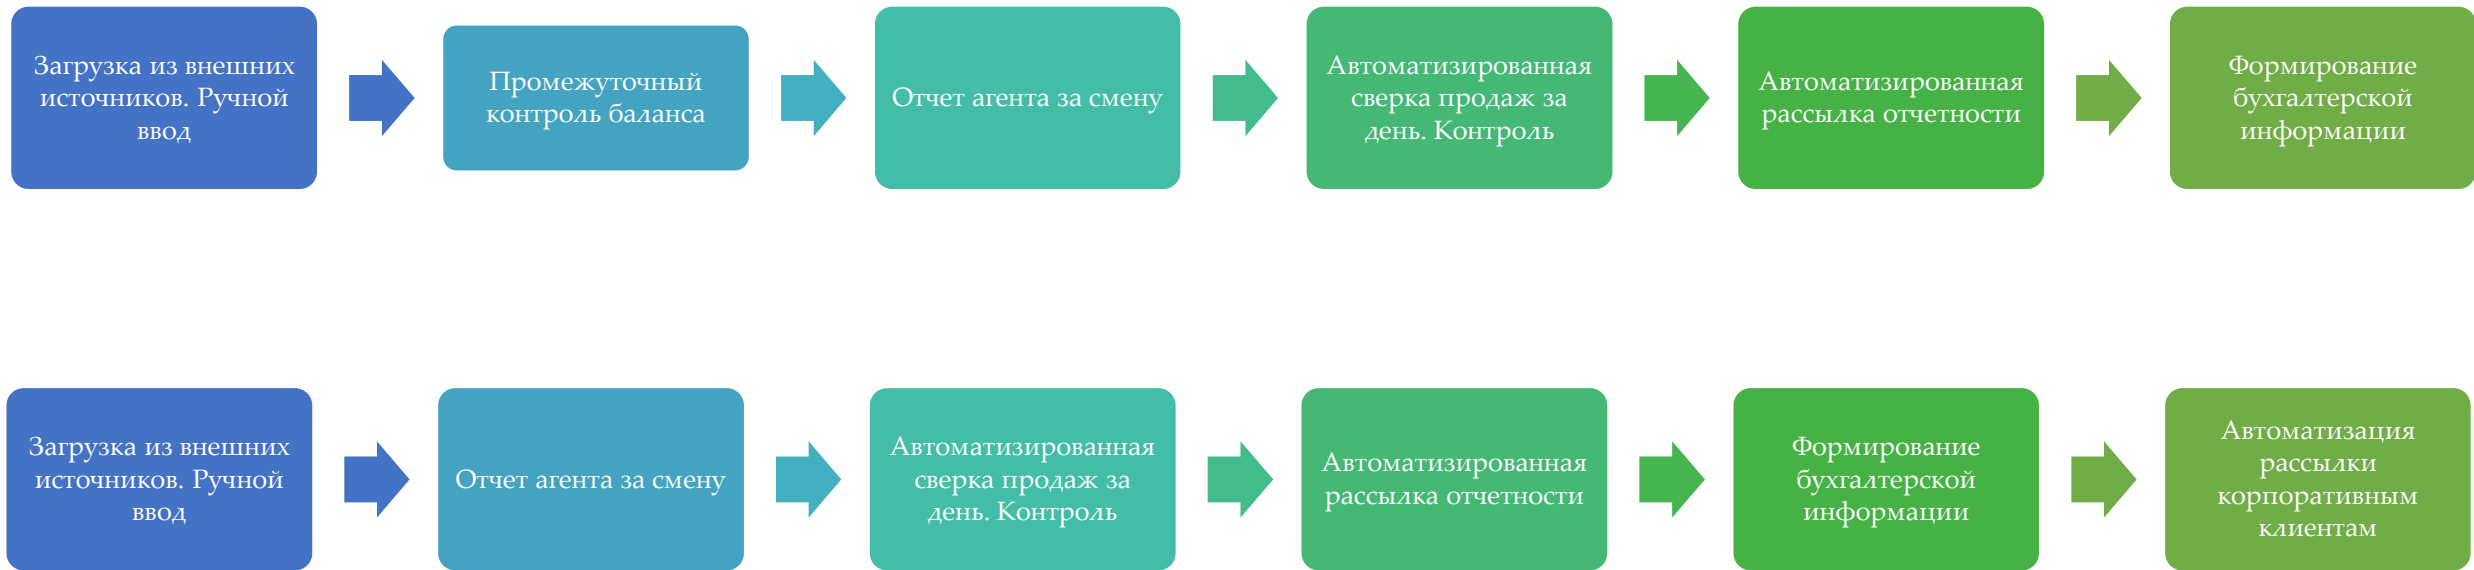 Загрузка из внешних
источников. Ручной
ввод
Промежуточный
контроль баланса
Отчет агента за смену
Автоматизированная
сверка продаж за
день. Контроль
Автоматизированная
рассылка отчетности
Формирование
бухгалтерской
информации
Загрузка из внешних
источников. Ручной
ввод
Отчет агента за смену
Автоматизированная
сверка продаж за
день. Контроль
Автоматизированная
рассылка отчетности
Формирование
бухгалтерской
информации
Автоматизация
рассылки
корпоративным
клиентам